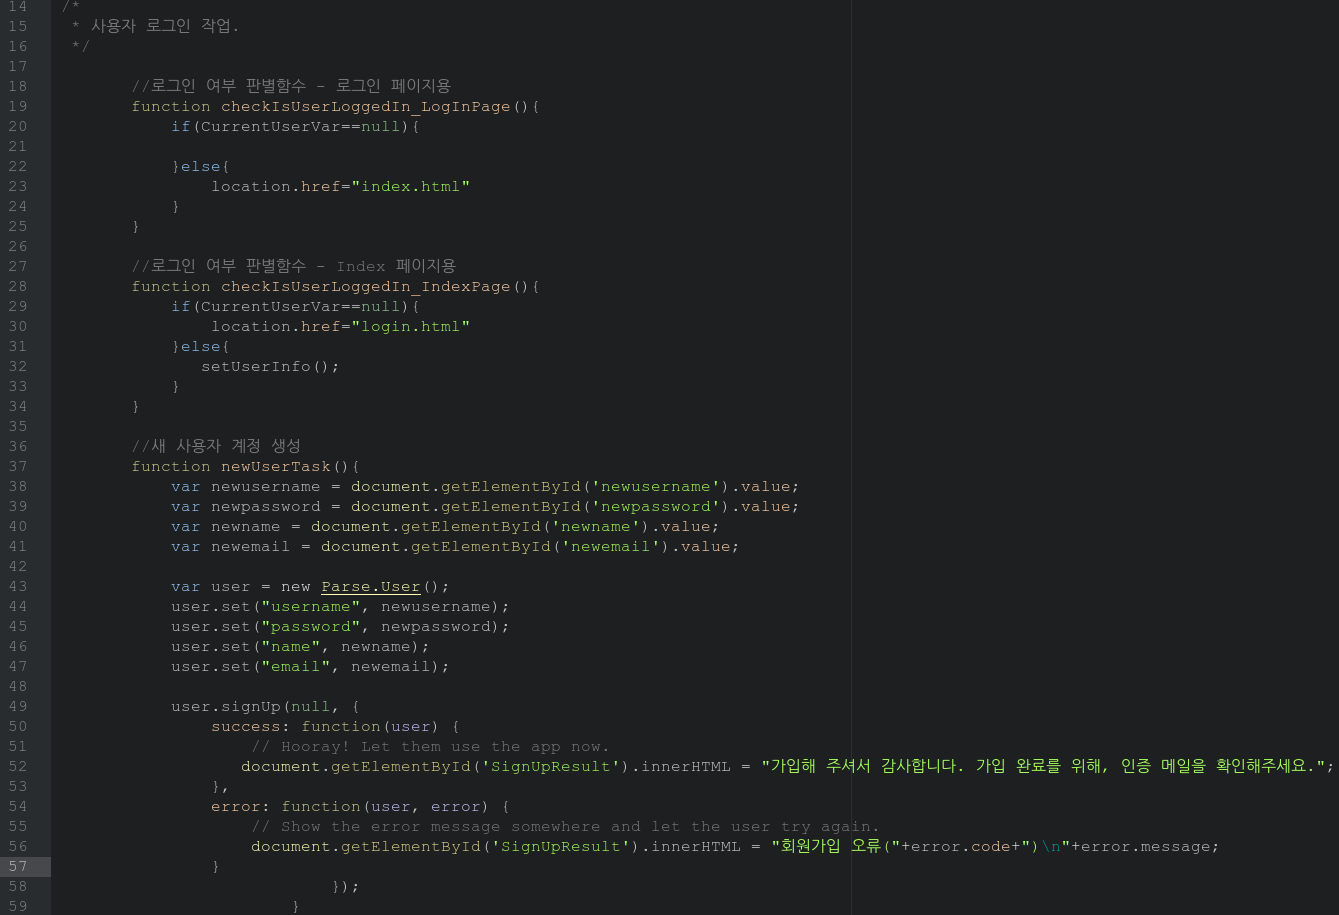 14 /*
15  * 사용자 로그인 작업.
16  */
17
18        //로그인 여부 판별함수 - 로그인 페이지용
19        function checkIsUserLoggedIn_LogInPage(){
20            if(CurrentUserVar==null){
21
22            }else{
23                location.href="index.html"
24            }
25        }
26
27        //로그인 여부 판별함수 - Index 페이지용
28        function checkIsUserLoggedIn_IndexPage(){
29            if(CurrentUserVar==null){
30                location.href="login.html"
31            }else{
32               setUserInfo();
33            }
34        }
35
36        //새 사용자 계정 생성
37        function newUserTask(){
38            var newusername = document.getElementById('newusername').value;
39            var newpassword = document.getElementById('newpassword').value;
40            var newname = document.getElementById('newname').value;
41            var newemail = document.getElementById('newemail').value;
42
43            var user = new Parse.User();
44            user.set("username", newusername);
45            user.set("password", newpassword);
46            user.set("name", newname);
47            user.set("email", newemail);
48
49            user.signUp(null, {
50                success: function(user) {
51                    // Hooray! Let them use the app now.
52                   document.getElementById('SignUpResult').innerHTML = "가입해 주셔서 감사합니다. 가입 완료를 위해, 인증 메일을 확인해주세요.";
53                },
54                error: function(user, error) {
55                    // Show the error message somewhere and let the user try again.
56                    document.getElementById('SignUpResult').innerHTML = "회원가입 오류("+error.code+")\n"+error.message;
57                }
58                            });
59                        }